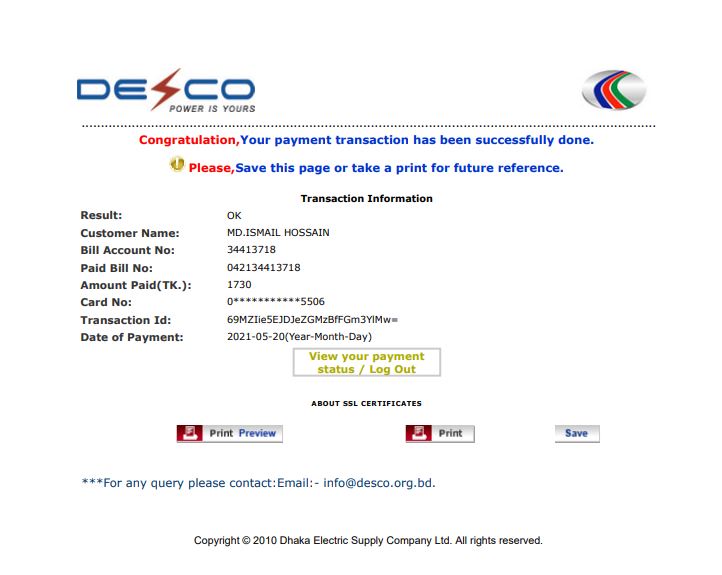 DESCO
POWER IS YOURS
Congratulation,Your payment transaction has been successfully done.
Please,Save this page or take a print for future reference.
Transaction Information
Result: OK
Customer Name: MD.ISMAIL HOSSAIN
Bill Account No: 34413718
Paid Bill No: 042134413718
Amount Paid(TK.): 1730
Card No: 0***********5506
Transaction Id: 69MZIie5EJDJeZGMzBfFGm3YlMw=
Date of Payment: 2021-05-20(Year-Month-Day)
View your payment
status / Log Out
ABOUT SSL CERTIFICATES
Print Preview Print Save
***For any query please contact:Email:- info@desco.org.bd.
Copyright © 2010 Dhaka Electric Supply Company Ltd. All rights reserved.